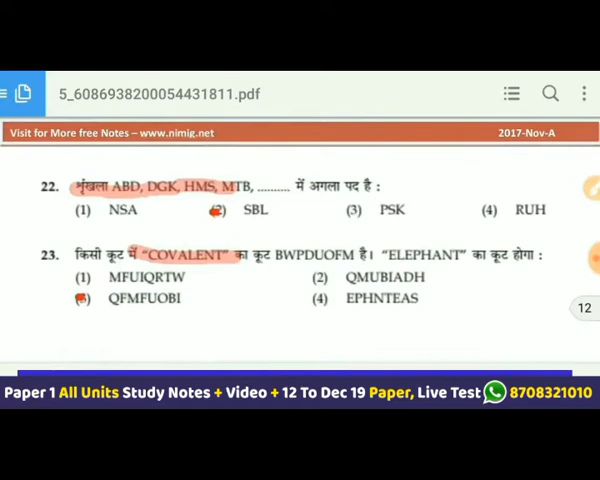 5_6086938200054431811.pdf
Visit for More free Notes – www.nimig.net 2017-Nov-A
22. शृंखला ABD, DGK, HMS, MTB, .......... में अगला पद है :
(1) NSA (2) SBL (3) PSK (4) RUH
23. किसी कूट में “COVALENT” का कूट BWPDUOFM है। “ELEPHANT” का कूट होगा :
(1) MFUIQRTW (2) QMUBIADH
(3) QFMFUOBI (4) EPHNTEAS
12
Paper 1 All Units Study Notes + Video + 12 To Dec 19 Paper, Live Test 8708321010